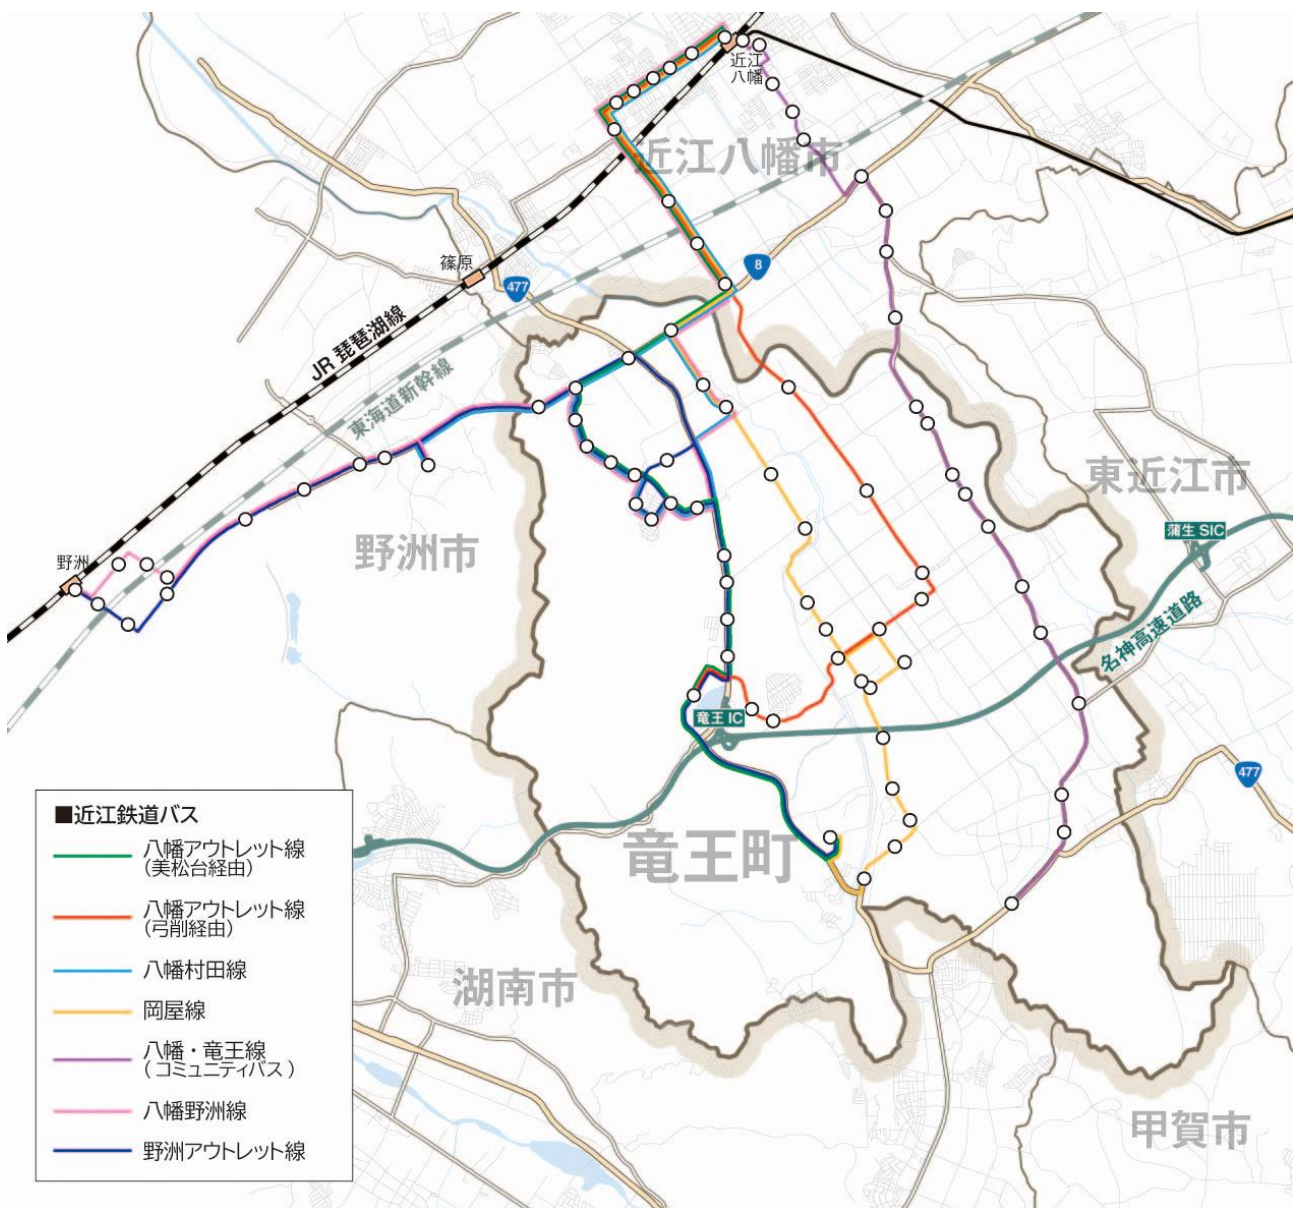 近江
八幡
近江八幡市
8
篠原
477
JR 琵琶湖線
東海道新幹線
東近江市
蒲生 SIC
野洲
野洲市
名神高速道路
竜王 IC
477
竜王町
湖南市
甲賀市
■近江鉄道バス
八幡アウトレット線
(美松台経由)
八幡アウトレット線
(弓削経由)
八幡村田線
岡屋線
八幡・竜王線
(コミュニティバス)
八幡野洲線
野洲アウトレット線